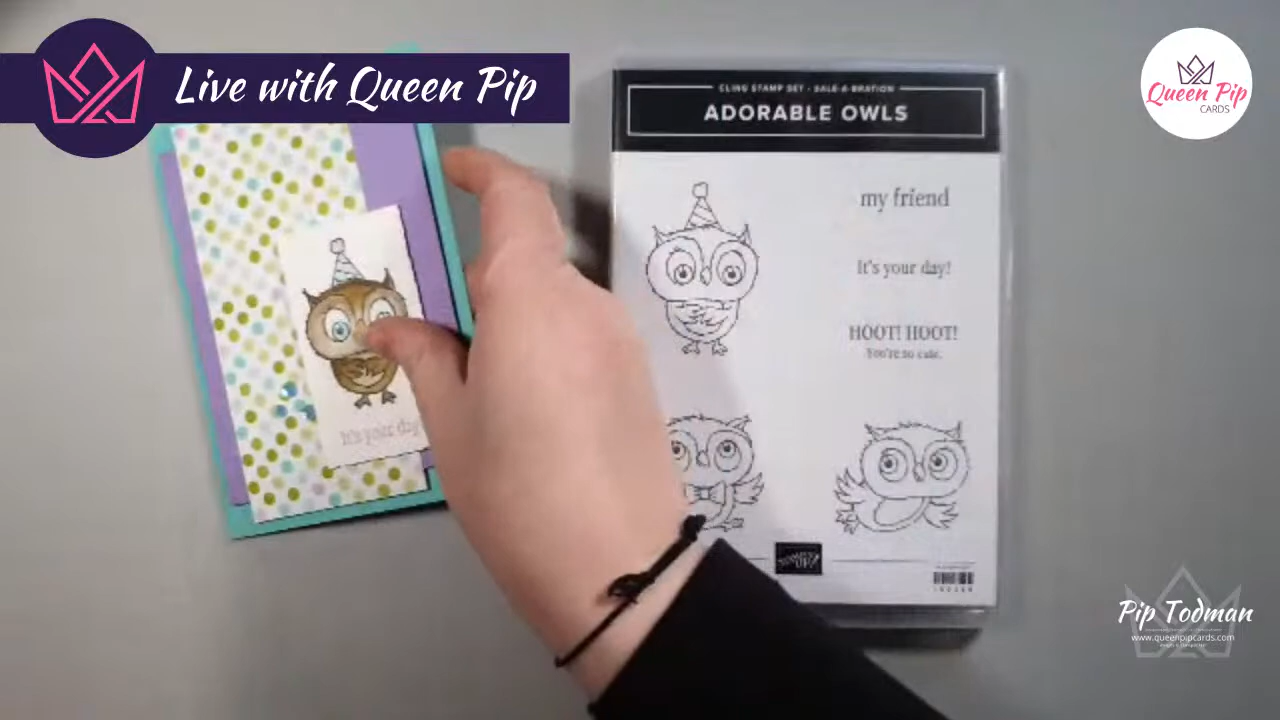 Live with Queen Pip
Queen Pip
CARDS
CLING STAMP SET • SALE-A-BRATION
ADORABLE OWLS
my friend
It's your day!
HOOT! HOOT!
You're so cute.
It's your day
Pip Todman
www.queenpipcards.com